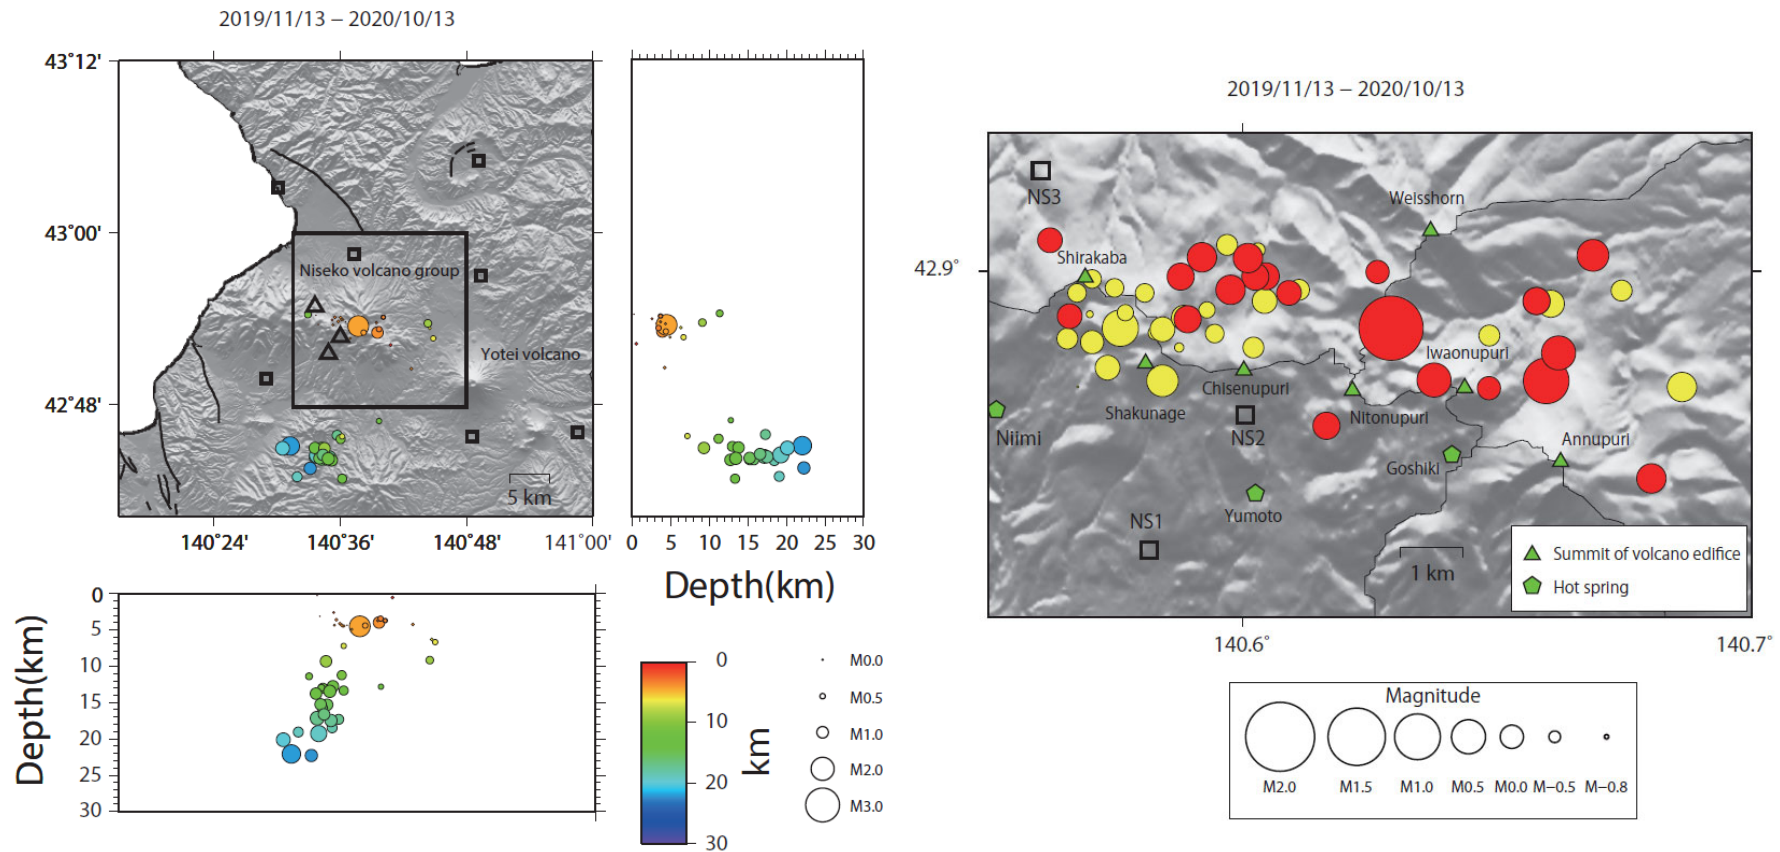 2019/11/13 – 2020/10/13
43°12'
43°00'
42°48'
Niseko volcano group
Yotei volcano
5 km
140°24'
140°36'
140°48'
141°00'
0
5
10
15
20
25
30
Depth(km)
0
5
10
15
20
25
30
Depth(km)
0
10
20
30
km
M0.0
M0.5
M1.0
M2.0
M3.0
2019/11/13 – 2020/10/13
42.9°
NS3
Weisshorn
Shirakaba
Iwaonupuri
Chisenupuri
Shakunage
Nitonupuri
Niimi
NS2
Annupuri
Goshiki
Yumoto
NS1
1 km
Summit of volcano edifice
Hot spring
140.6°
140.7°
Magnitude
M2.0 M1.5 M1.0 M0.5 M0.0 M−0.5 M−0.8